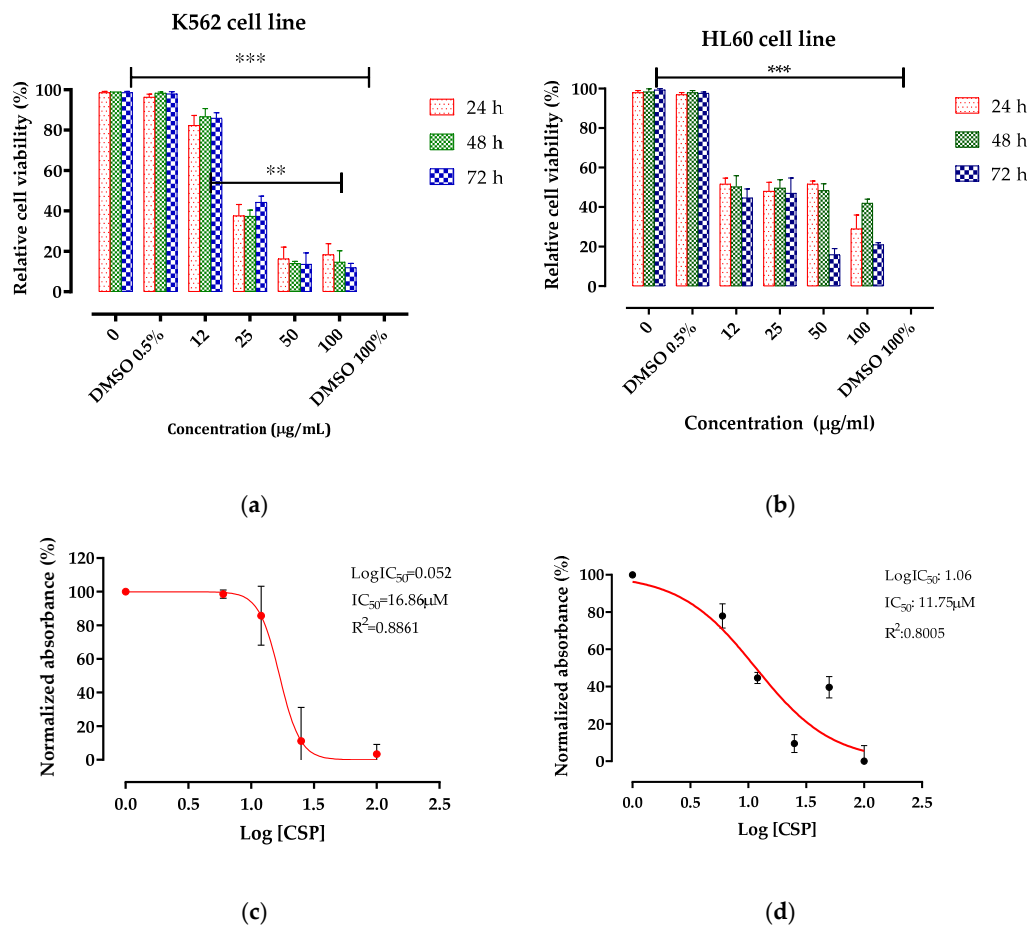 K562 cell line
***
**
Relative cell viability (%)
100
80
60
40
20
0
24 h
48 h
72 h
0
DMSO 0.5%
12
25
50
100
DMSO 100%
Concentration (µg/mL)
(a)
HL60 cell line
***
Relative cell viability (%)
100
80
60
40
20
0
24 h
48 h
72 h
0
DMSO 0.5%
12
25
50
100
DMSO 100%
Concentration (µg/ml)
(b)
Normalized absorbance (%)
120
100
80
60
40
20
0
LogIC50=0.052
IC50=16.86µM
R2=0.8861
0.0
0.5
1.0
1.5
2.0
2.5
Log [CSP]
(c)
Normalized absorbance (%)
100
80
60
40
20
0
LogIC50: 1.06
IC50: 11.75µM
R2:0.8005
0.0
0.5
1.0
1.5
2.0
2.5
Log [CSP]
(d)